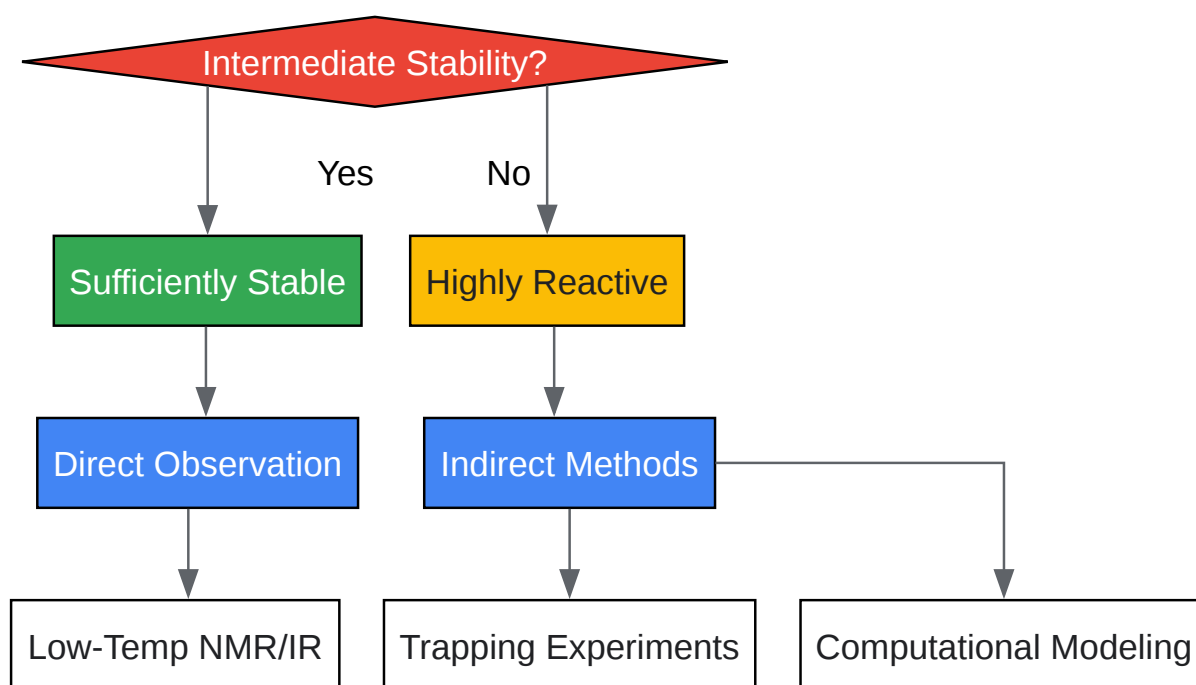 Intermediate Stability?
Yes
No
Sufficiently Stable
Highly Reactive
Direct Observation
Indirect Methods
Low-Temp NMR/IR
Trapping Experiments
Computational Modeling